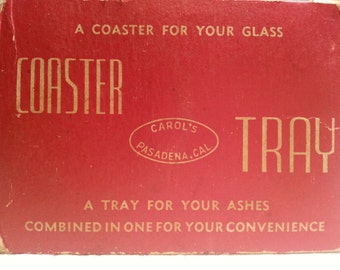 A COASTER FOR YOUR GLASS
COASTER
CAROL'S
PASADENA, CAL
TRAY
A TRAY FOR YOUR ASHES
COMBINED IN ONE FOR YOUR CONVENIENCE